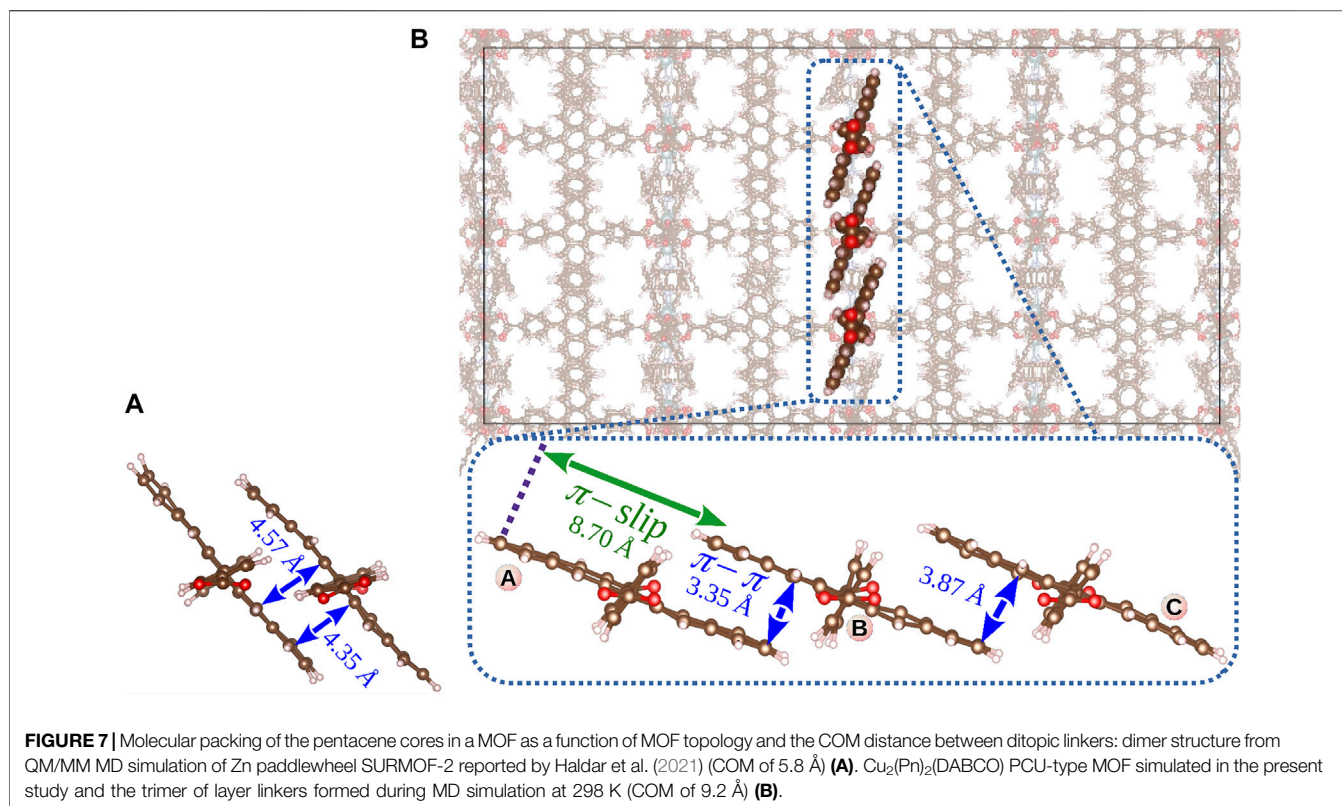 B
A
4.57 Å
4.35 Å
π–slip
8.70 Å
π–π
3.35 Å
3.87 Å
A
B
C
FIGURE 7 | Molecular packing of the pentacene cores in a MOF as a function of MOF topology and the COM distance between ditopic linkers: dimer structure from
QM/MM MD simulation of Zn paddlewheel SURMOF-2 reported by Haldar et al. (2021) (COM of 5.8 Å) (A). Cu₂(Pn)₂(DABCO) PCU-type MOF simulated in the present
study and the trimer of layer linkers formed during MD simulation at 298 K (COM of 9.2 Å) (B).